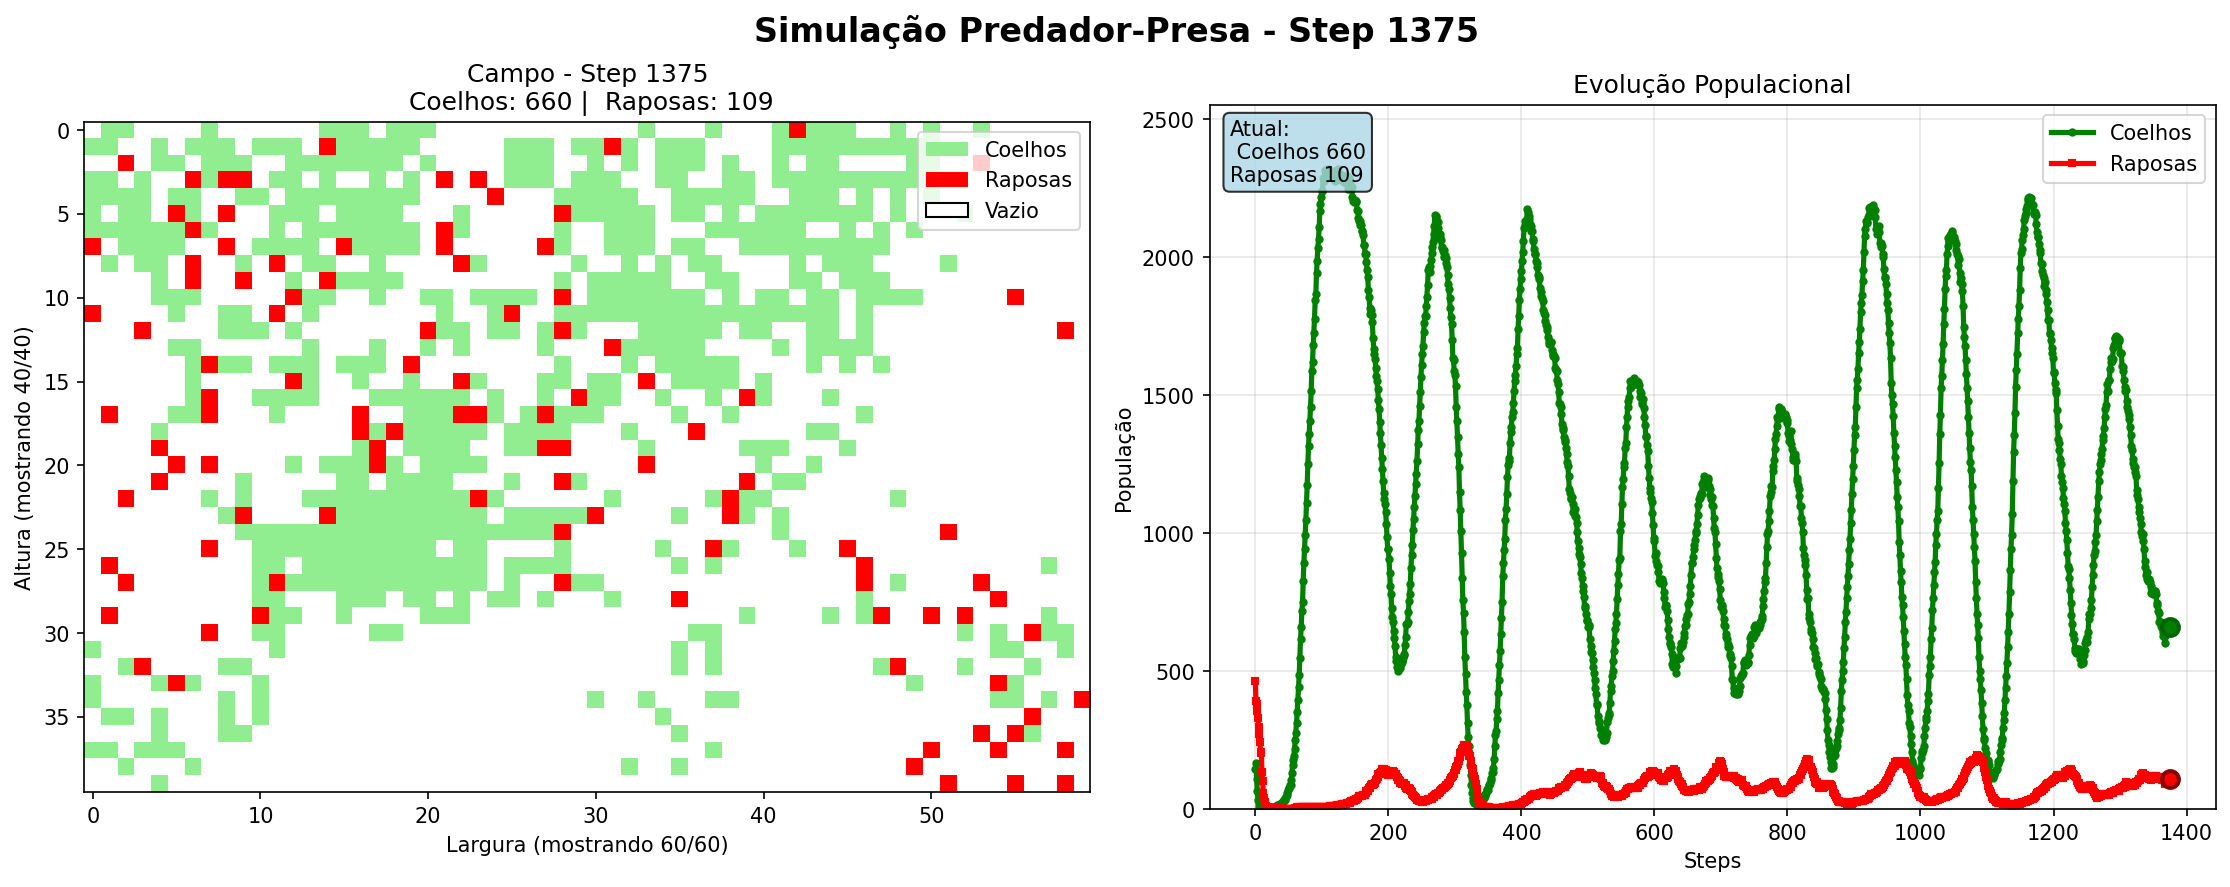 Simulação Predador-Presa - Step 1375
Campo - Step 1375
Coelhos: 660 |  Raposas: 109
Coelhos
Raposas
Vazio
0
5
10
15
20
25
30
35
Altura (mostrando 40/40)
0
10
20
30
40
50
Largura (mostrando 60/60)
Evolução Populacional
Atual:
Coelhos 660
Raposas 109
Coelhos
Raposas
2500
2000
1500
1000
500
0
População
0
200
400
600
800
1000
1200
1400
Steps